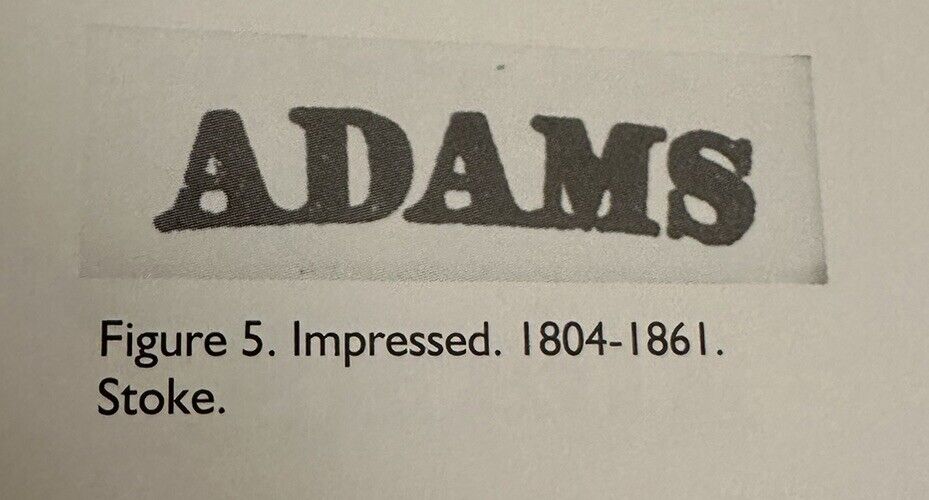 ADAMS
Figure 5. Impressed. 1804-1861.
Stoke.